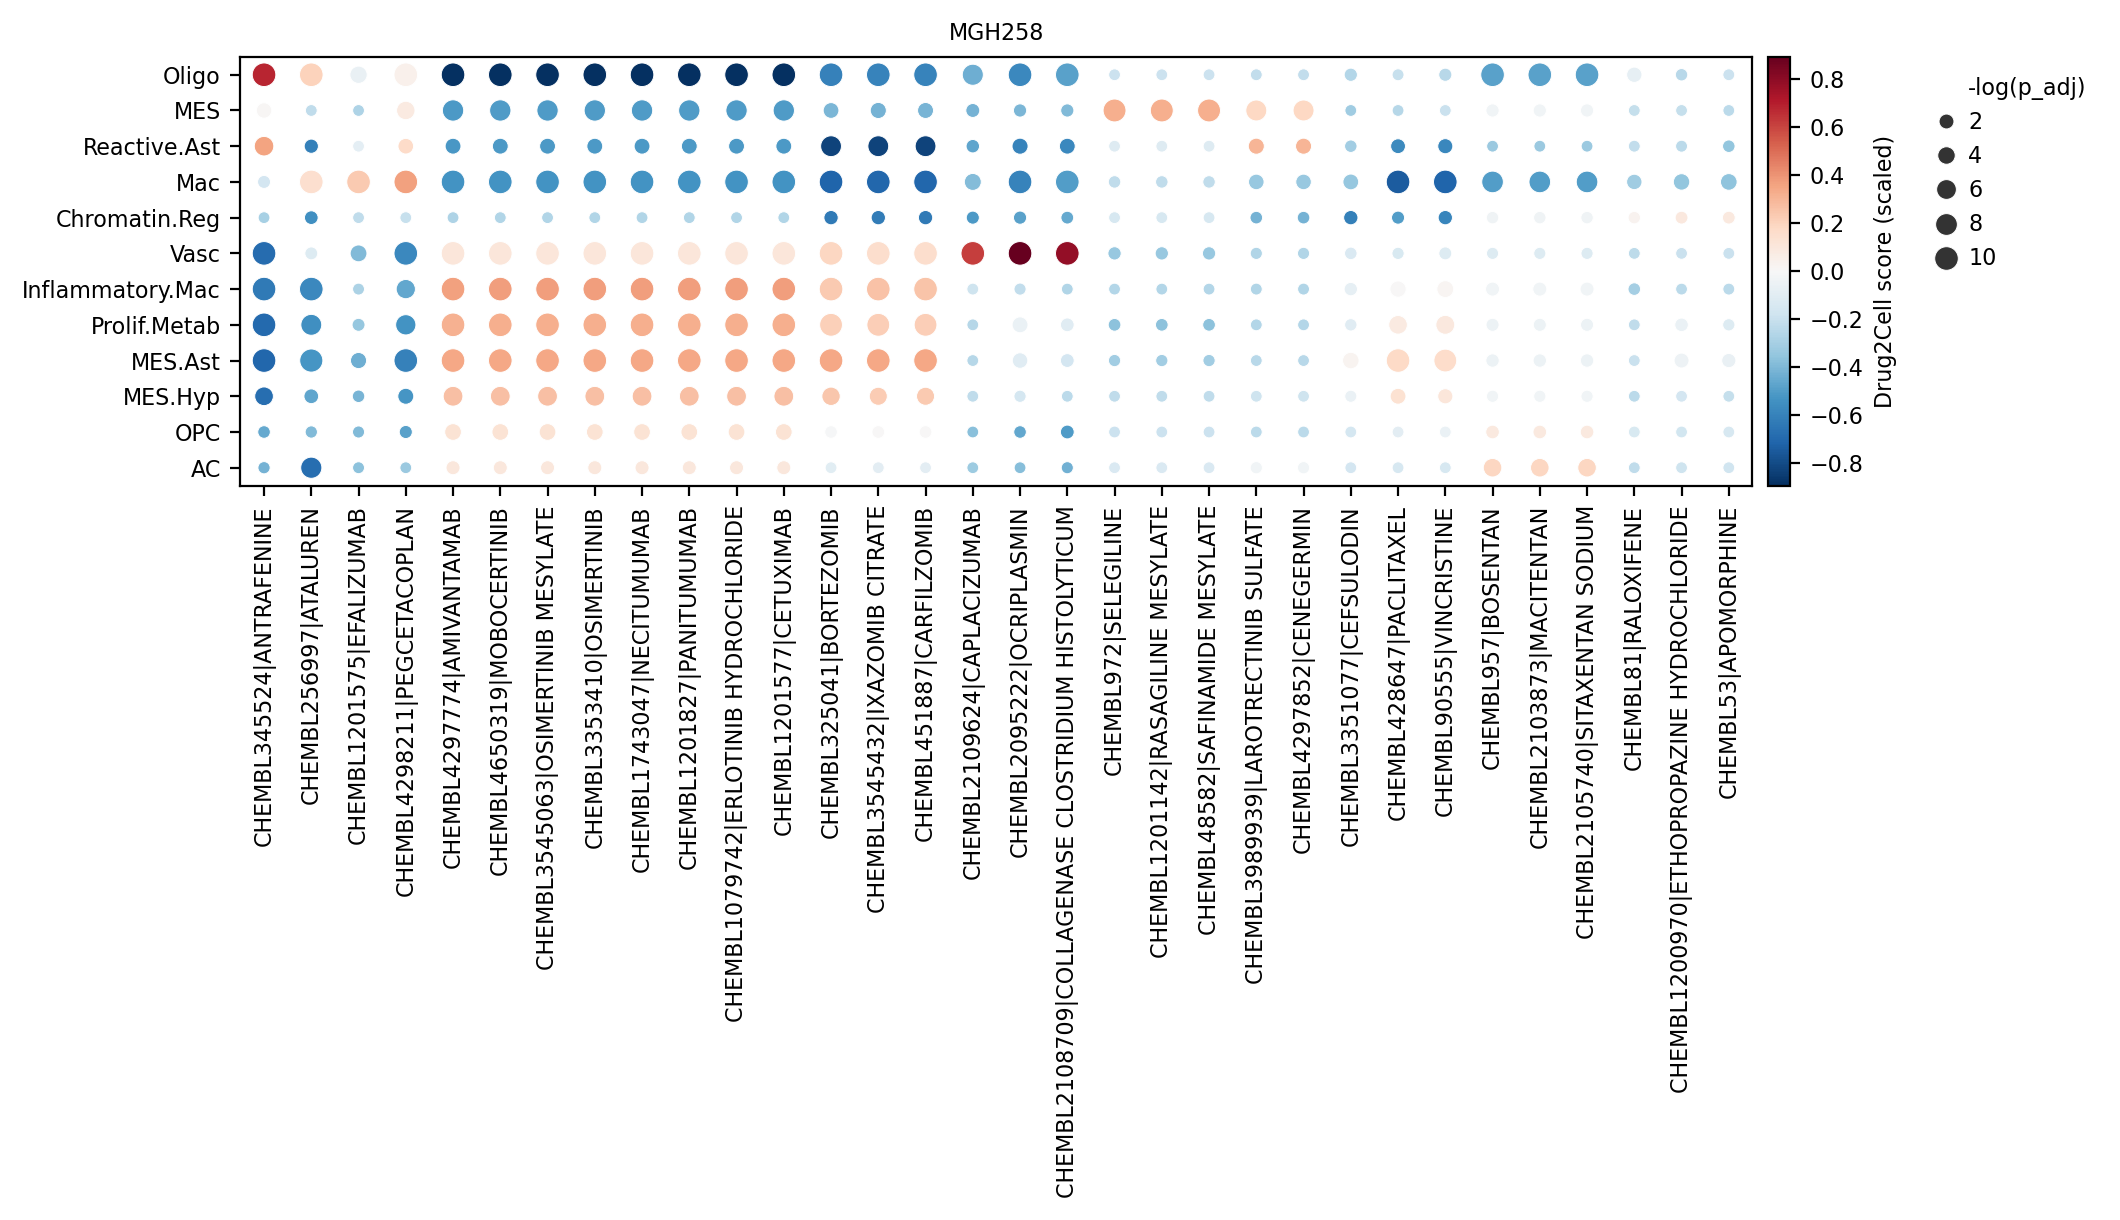 MGH258
Oligo
MES
Reactive.Ast
Mac
Chromatin.Reg
Vasc
Inflammatory.Mac
Prolif.Metab
MES.Ast
MES.Hyp
OPC
AC
CHEMBL345524|ANTRAFENINE
CHEMBL256997|ATALUREN
CHEMBL1201575|EFALIZUMAB
CHEMBL4298211|PEGCETACOPLAN
CHEMBL4297774|AMIVANTAMAB
CHEMBL4650319|MOBOCERTINIB
CHEMBL3545063|OSIMERTINIB MESYLATE
CHEMBL3353410|OSIMERTINIB
CHEMBL1743047|NECITUMUMAB
CHEMBL1201827|PANITUMUMAB
CHEMBL1079742|ERLOTINIB HYDROCHLORIDE
CHEMBL1201577|CETUXIMAB
CHEMBL325041|BORTEZOMIB
CHEMBL3545432|IXAZOMIB CITRATE
CHEMBL451887|CARFILZOMIB
CHEMBL2109624|CAPLACIZUMAB
CHEMBL2095222|OCRIPLASMIN
CHEMBL2108709|COLLAGENASE CLOSTRIDIUM HISTOLYTICUM
CHEMBL972|SELEGILINE
CHEMBL1201142|RASAGILINE MESYLATE
CHEMBL48582|SAFINAMIDE MESYLATE
CHEMBL3989939|LAROTRECTINIB SULFATE
CHEMBL4297852|CENEGERMIN
CHEMBL3351077|CEFSULODIN
CHEMBL428647|PACLITAXEL
CHEMBL90555|VINCRISTINE
CHEMBL957|BOSENTAN
CHEMBL2103873|MACITENTAN
CHEMBL2105740|SITAXENTAN SODIUM
CHEMBL81|RALOXIFENE
CHEMBL1200970|ETHOPROPAZINE HYDROCHLORIDE
CHEMBL53|APOMORPHINE
0.8
0.6
0.4
0.2
0.0
−0.2
−0.4
−0.6
−0.8
Drug2Cell score (scaled)
-log(p_adj)
2
4
6
8
10